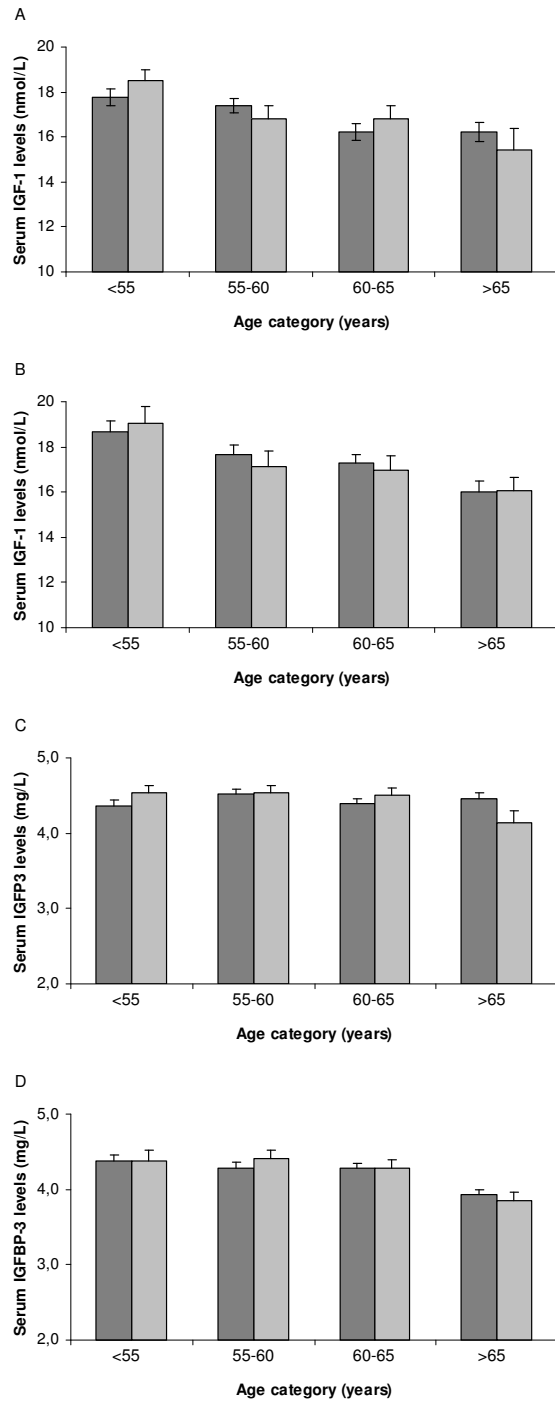 A
Serum IGF-1 levels (nmol/L)
20
18
16
14
12
10
<55 55-60 60-65 >65
Age category (years)
B
Serum IGF-1 levels (nmol/L)
20
18
16
14
12
10
<55 55-60 60-65 >65
Age category (years)
C
Serum IGFP3 levels (mg/L)
5,0
4,0
3,0
2,0
<55 55-60 60-65 >65
Age category (years)
D
Serum IGFBP-3 levels (mg/L)
5,0
4,0
3,0
2,0
<55 55-60 60-65 >65
Age category (years)